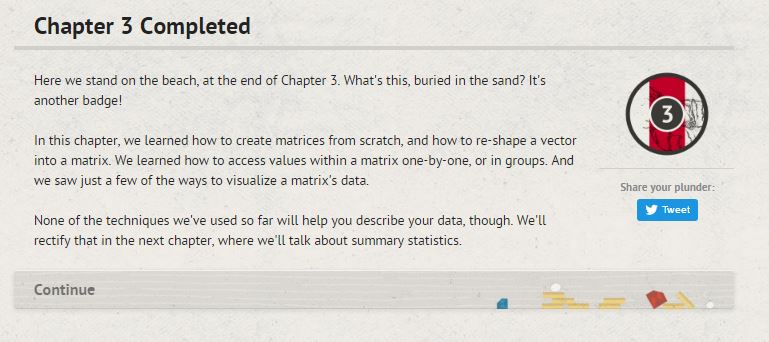 Chapter 3 Completed
Here we stand on the beach, at the end of Chapter 3. What's this, buried in the sand? It's
another badge!
3
In this chapter, we learned how to create matrices from scratch, and how to re-shape a vector
into a matrix. We learned how to access values within a matrix one-by-one, or in groups. And
we saw just a few of the ways to visualize a matrix's data.
Share your plunder:
Tweet
None of the techniques we've used so far will help you describe your data, though. We'll
rectify that in the next chapter, where we'll talk about summary statistics.
Continue